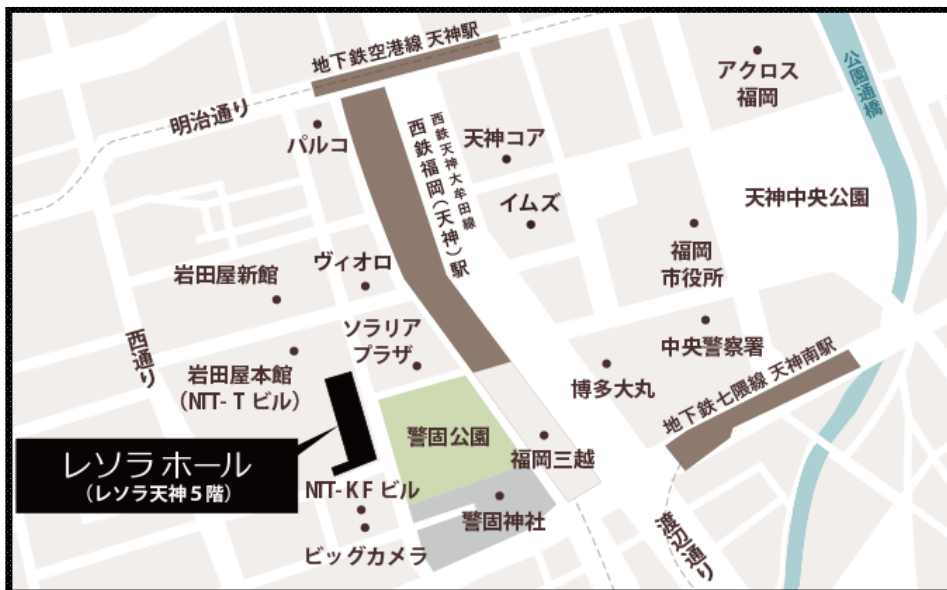 地下鉄空港線 天神駅
アクロス
福岡
公園通橋
明治通り
パルコ
西鉄天神大牟田線
西鉄福岡(天神)駅
天神コア
イムズ
天神中央公園
福岡
市役所
ヴィオロ
岩田屋新館
ソラリア
プラザ
西通り
岩田屋本館
(NTT-Tビル)
中央警察署
博多大丸
地下鉄七隈線 天神南駅
警固公園
福岡三越
レソラホール
(レソラ天神5階)
NTT-KFビル
警固神社
ビッグカメラ
渡辺通り